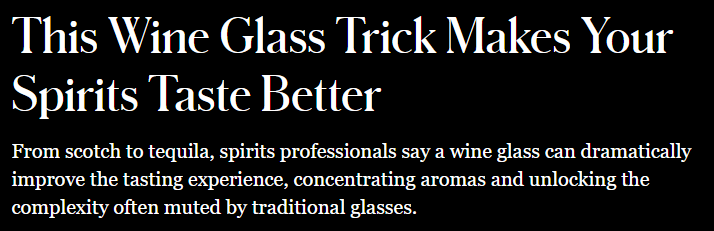 This Wine Glass Trick Makes Your
Spirits Taste Better
From scotch to tequila, spirits professionals say a wine glass can dramatically
improve the tasting experience, concentrating aromas and unlocking the
complexity often muted by traditional glasses.